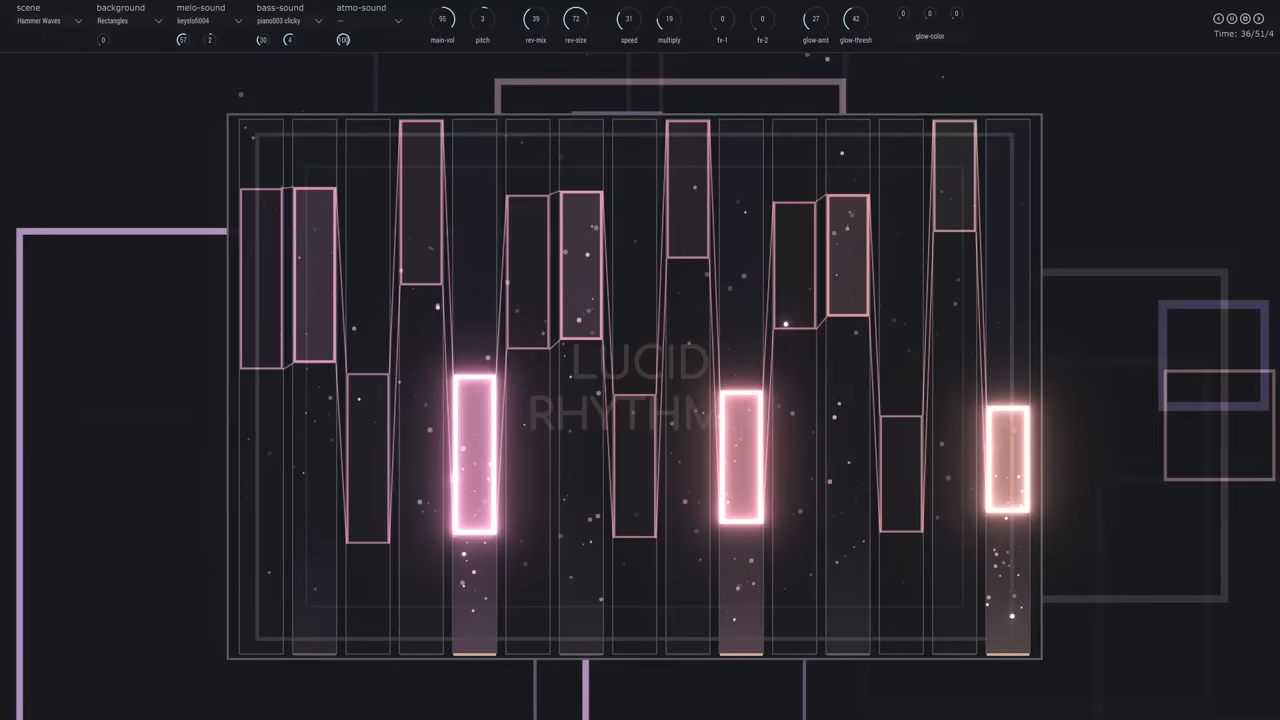 scene
background
melo-sound
bass-sound
atmo-sound
Hammer Waves
Rectangles
keyslofi004
piano003 clicky
---
0
57
2
30
4
100
95
3
39
72
31
19
0
0
27
42
0
0
0
main-vol
pitch
rev-mix
rev-size
speed
multiply
fx-1
fx-2
glow-amt
glow-thresh
glow-color
Time: 36/51/4
LUCID
RHYTHM